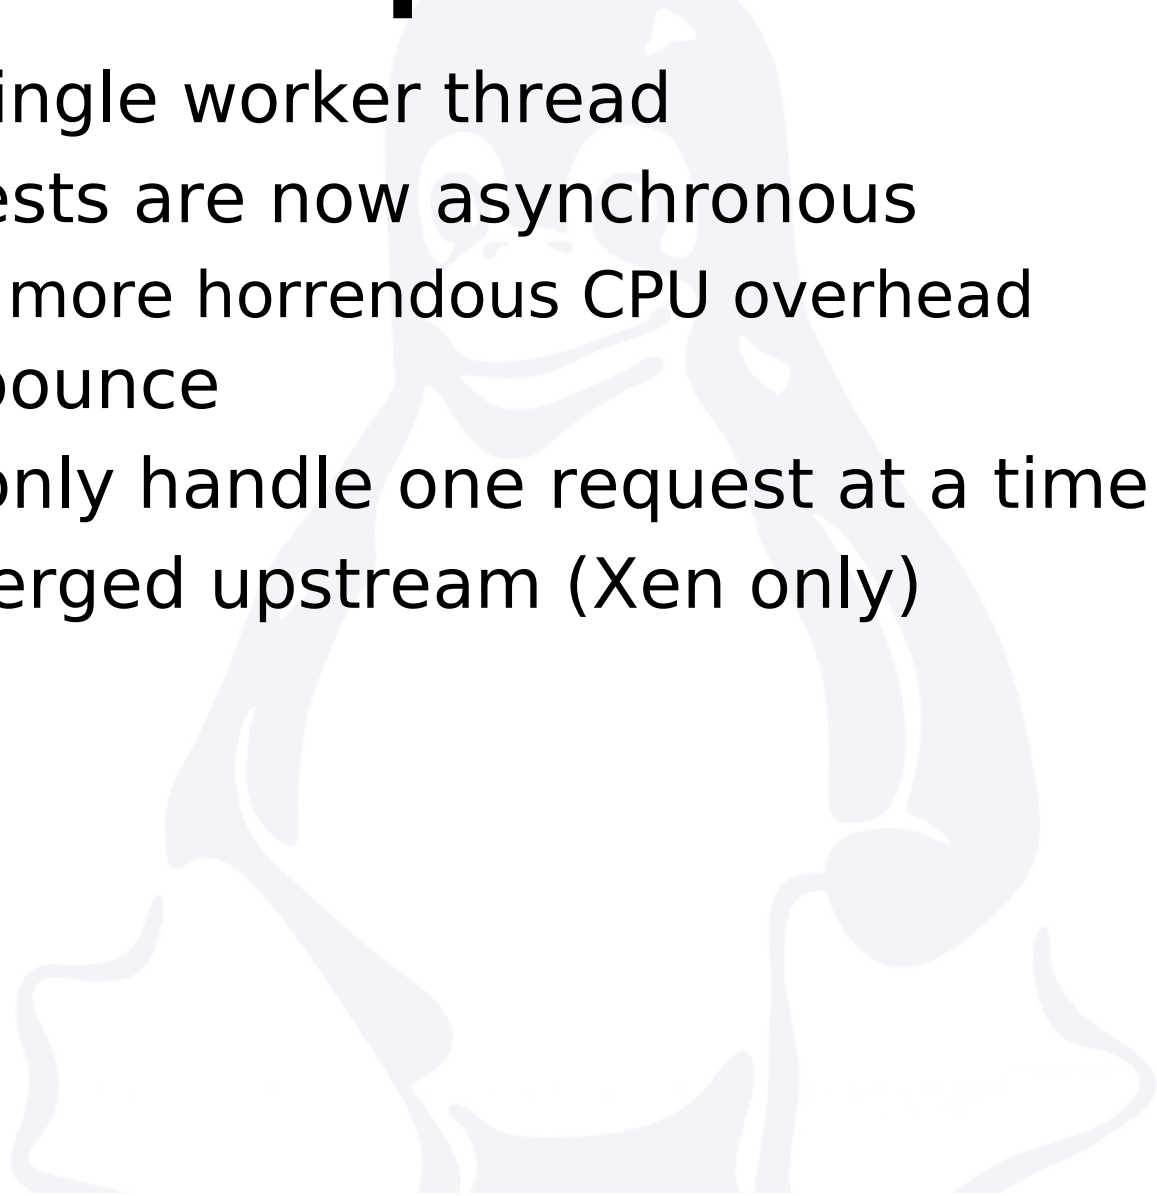 ingle worker thread
ests are now asynchronous
more horrendous CPU overhead
ounce
only handle one request at a time
erged upstream (Xen only)